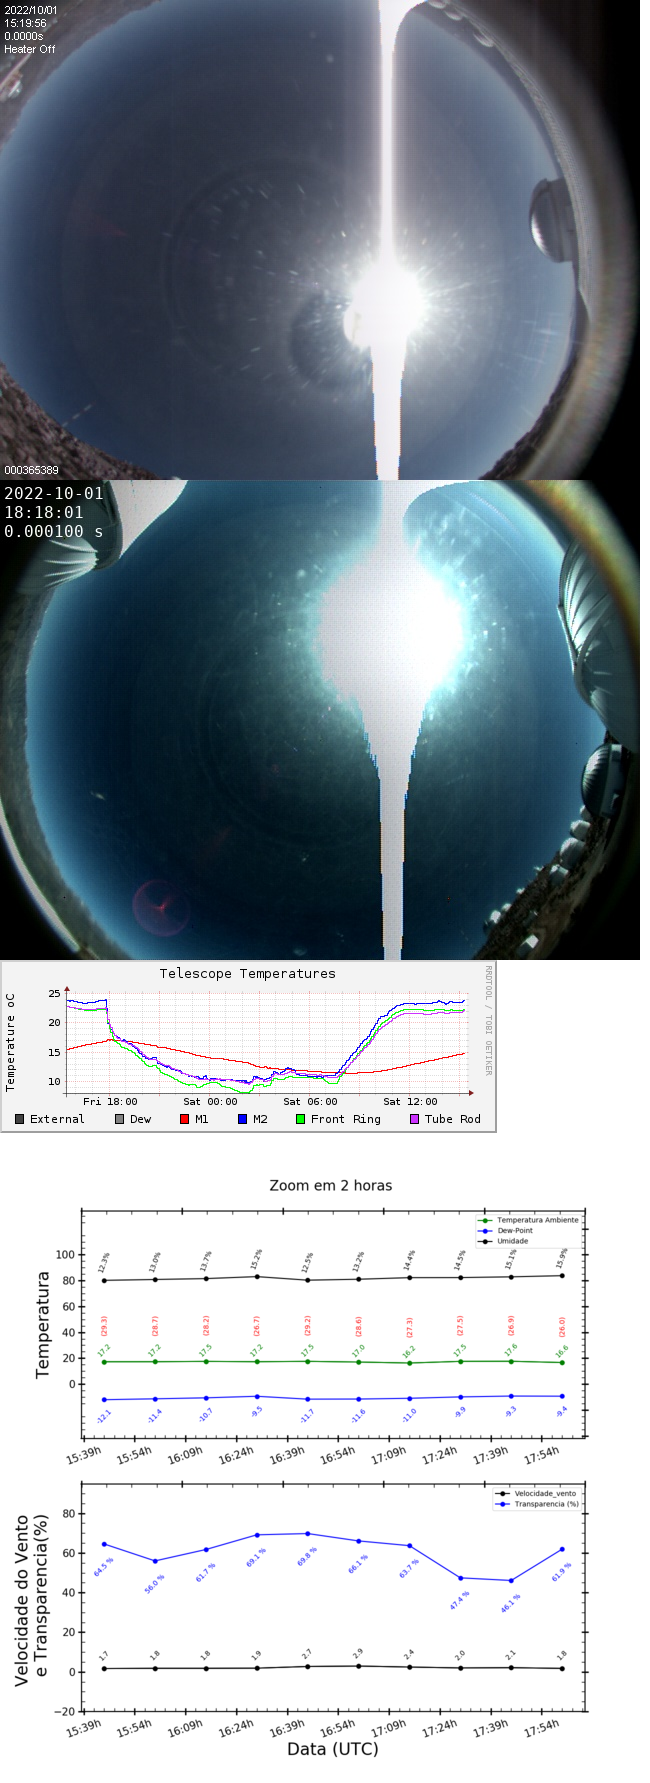 2022/10/01
15:19:56
0.0000s
Heater Off
000365389
2022-10-01
18:18:01
0.000100 s
Telescope Temperatures
RRDTOOL / TOBI OETIKER
Temperature oC
25
20
15
10
Fri 18:00 Sat 00:00 Sat 06:00 Sat 12:00
External Dew M1 M2 Front Ring Tube Rod
Zoom em 2 horas
Temperatura Ambiente
Dew-Point
Umidade
Temperatura
100
80
60
40
20
0
12.3% 13.0% 13.7% 15.2% 12.5% 13.2% 14.4% 14.5% 15.1% 15.9%
(29.3) (28.7) (28.2) (26.7) (29.2) (28.6) (27.3) (27.5) (26.9) (26.0)
17.2 17.2 17.5 17.2 17.5 17.0 16.2 17.5 17.6 16.6
-12.1 -11.4 -10.7 -9.5 -11.7 -11.6 -11.0 -9.9 -9.3 -9.4
15:39h 15:54h 16:09h 16:24h 16:39h 16:54h 17:09h 17:24h 17:39h 17:54h
Velocidade_vento
Transparencia (%)
Velocidade do Vento
e Transparencia(%)
80
60
40
20
0
−20
64.5 % 56.0 % 61.7 % 69.1 % 69.8 % 66.1 % 63.7 % 47.4 % 46.1 % 61.9 %
1.7 1.8 1.8 1.9 2.7 2.9 2.4 2.0 2.1 1.8
15:39h 15:54h 16:09h 16:24h 16:39h 16:54h 17:09h 17:24h 17:39h 17:54h
Data (UTC)